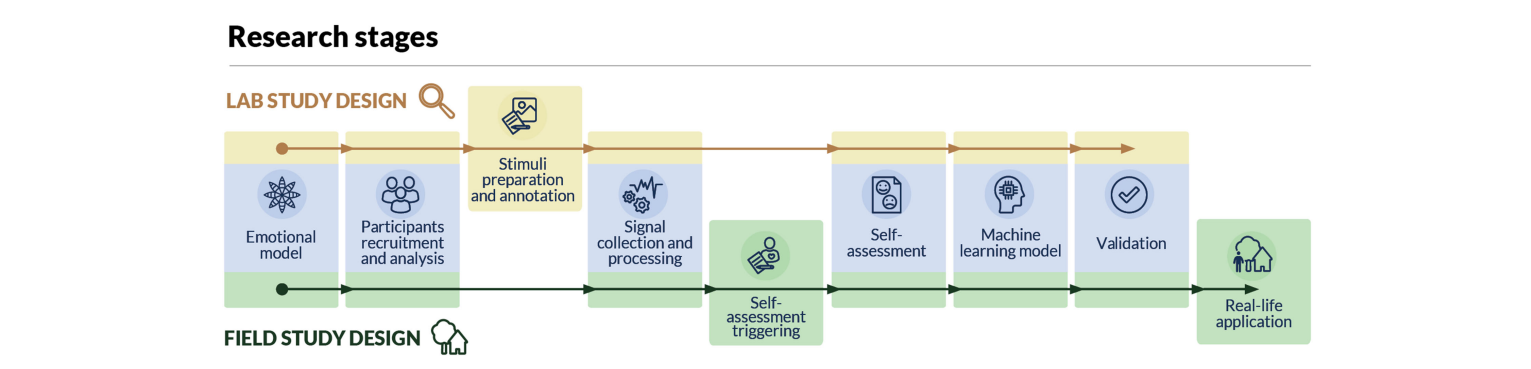 Research stages
LAB STUDY DESIGN
Emotional
model
Participants
recruitment
and analysis
Stimuli
preparation
and annotation
Signal
collection and
processing
Self-
assessment
triggering
Self-
assessment
Machine
learning model
Validation
Real-life
application
FIELD STUDY DESIGN